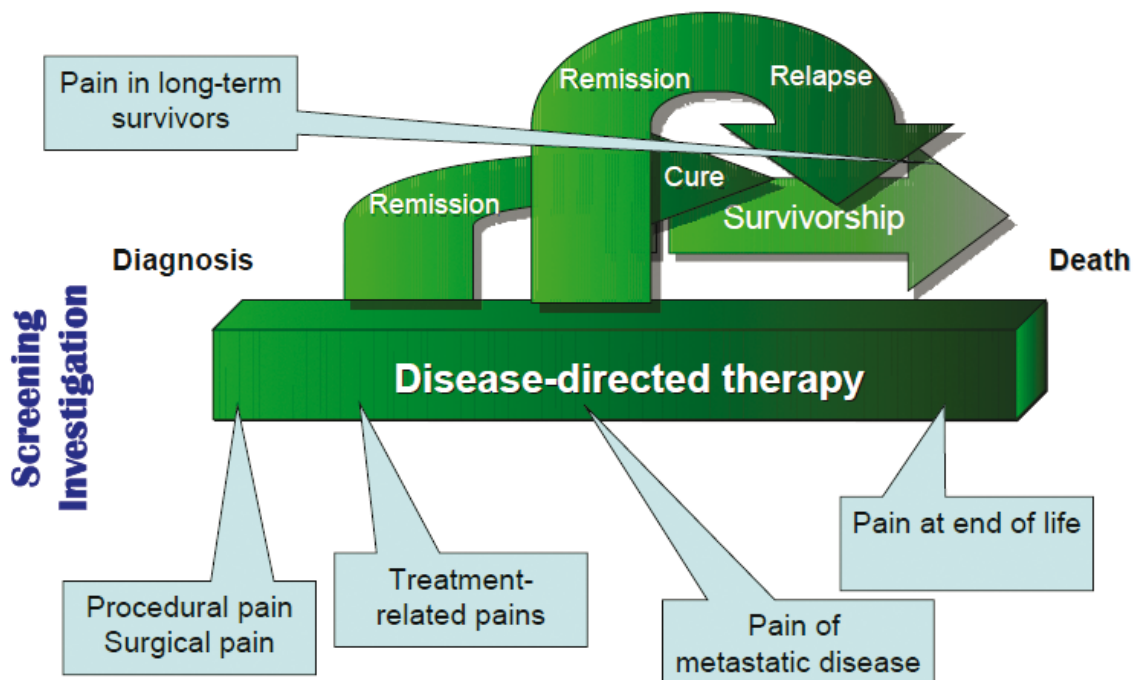 Pain in long-term
survivors
Remission
Relapse
Remission
Cure
Survivorship
Diagnosis
Death
Screening
Investigation
Disease-directed therapy
Procedural pain
Surgical pain
Treatment-
related pains
Pain of
metastatic disease
Pain at end of life